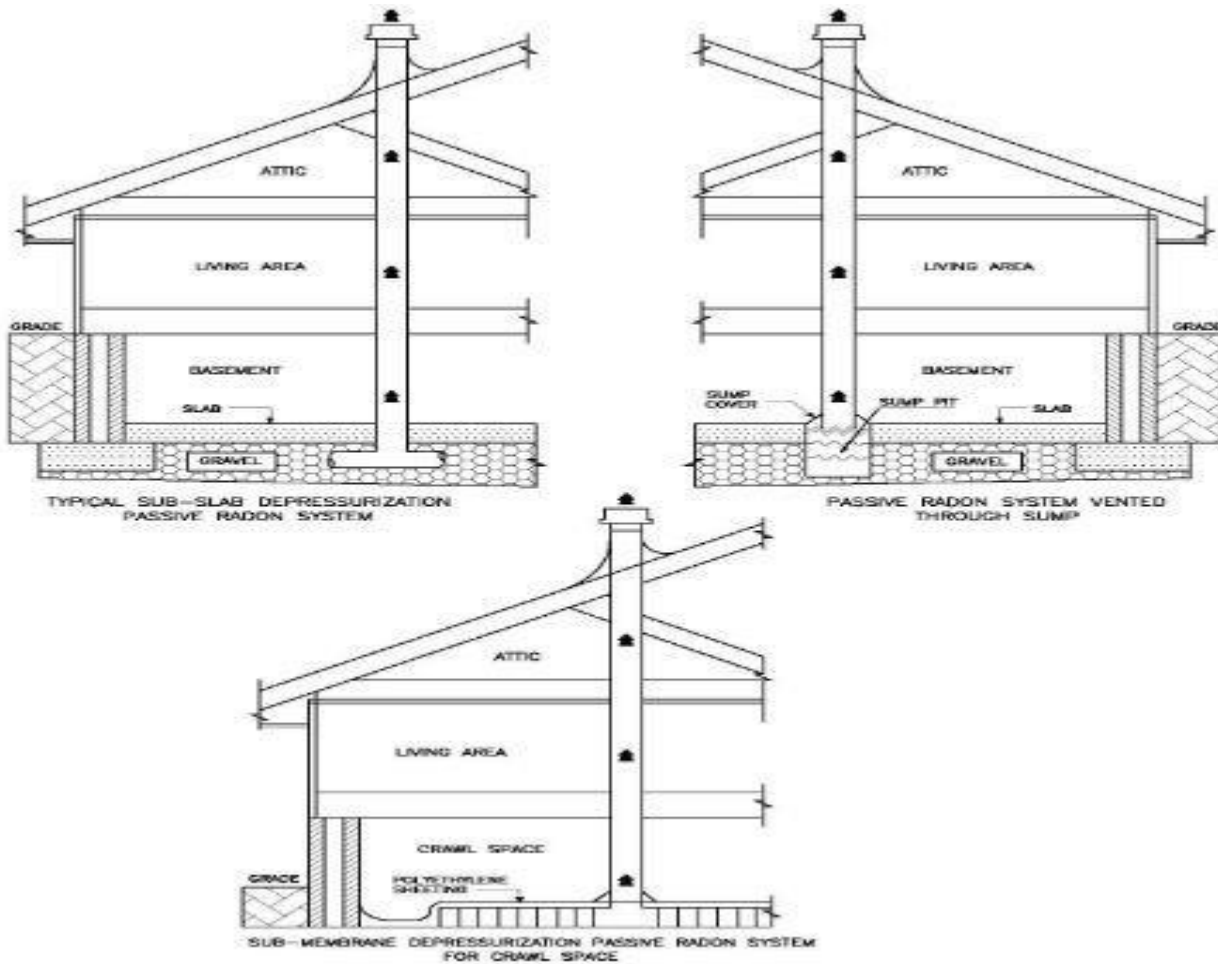 ATTIC
LIVING AREA
GRADE
BASEMENT
SLAB
GRAVEL
TYPICAL SUB-SLAB DEPRESSURIZATION
PASSIVE RADON SYSTEM
ATTIC
LIVING AREA
GRADE
BASEMENT
SUMP
COVER
SUMP PIT
SLAB
GRAVEL
PASSIVE RADON SYSTEM VENTED
THROUGH SUMP
ATTIC
LIVING AREA
CRAWL SPACE
GRADE
POLYETHYLENE
SHEETING
SUB-MEMBRANE DEPRESSURIZATION PASSIVE RADON SYSTEM
FOR CRAWL SPACE